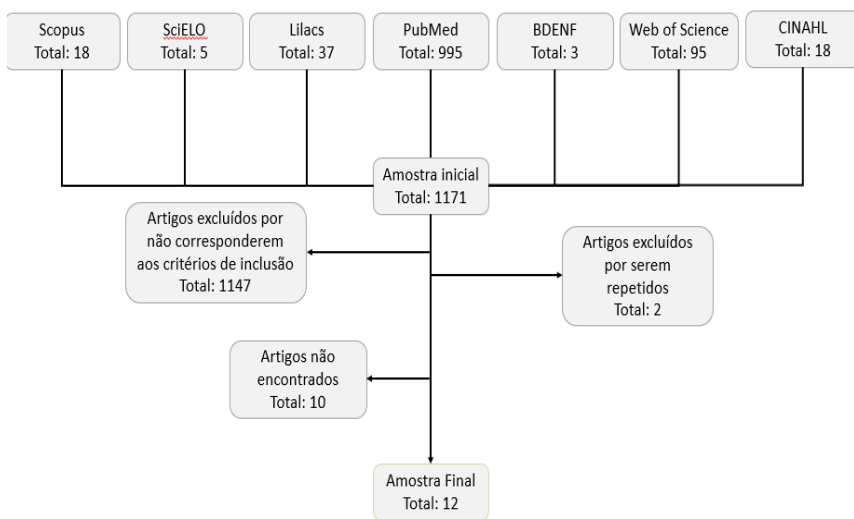 Scopus
Total: 18
SciELO
Total: 5
Lilacs
Total: 37
PubMed
Total: 995
BDENF
Total: 3
Web of Science
Total: 95
CINAHL
Total: 18
Amostra inicial
Total: 1171
Artigos excluídos por
não corresponderem
aos critérios de inclusão
Total: 1147
Artigos excluídos
por serem
repetidos
Total: 2
Artigos não
encontrados
Total: 10
Amostra Final
Total: 12